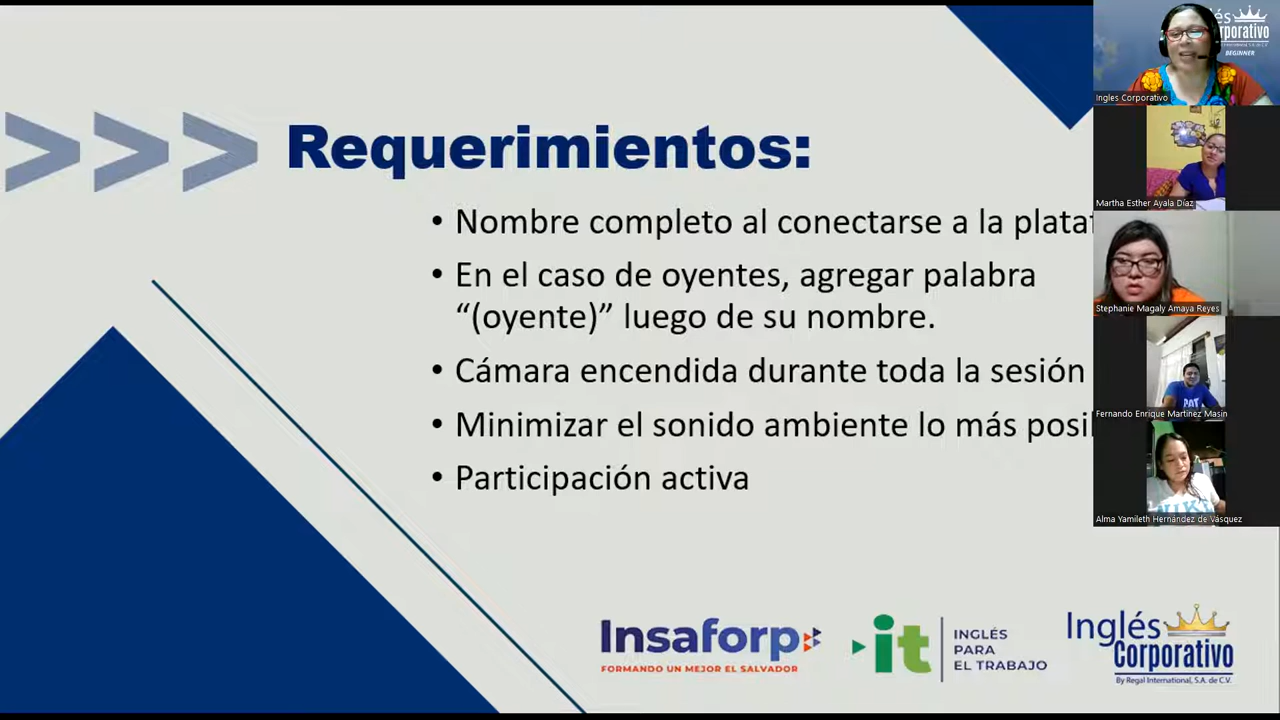 Requerimientos:
• Nombre completo al conectarse a la plata
• En el caso de oyentes, agregar palabra
“(oyente)” luego de su nombre.
• Cámara encendida durante toda la sesión
• Minimizar el sonido ambiente lo más posi
• Participación activa
Insaforp
FORMANDO UN MEJOR EL SALVADOR
it
INGLÉS
PARA
EL TRABAJO
Inglés
Corporativo
By Regal International, S.A. de C.V.
BEGINNER
Ingles Corporativo
Martha Esther Ayala Díaz
Stephanie Magaly Amaya Reyes
Fernando Enrique Martínez Masin
Alma Yamileth Hernández de Vásquez